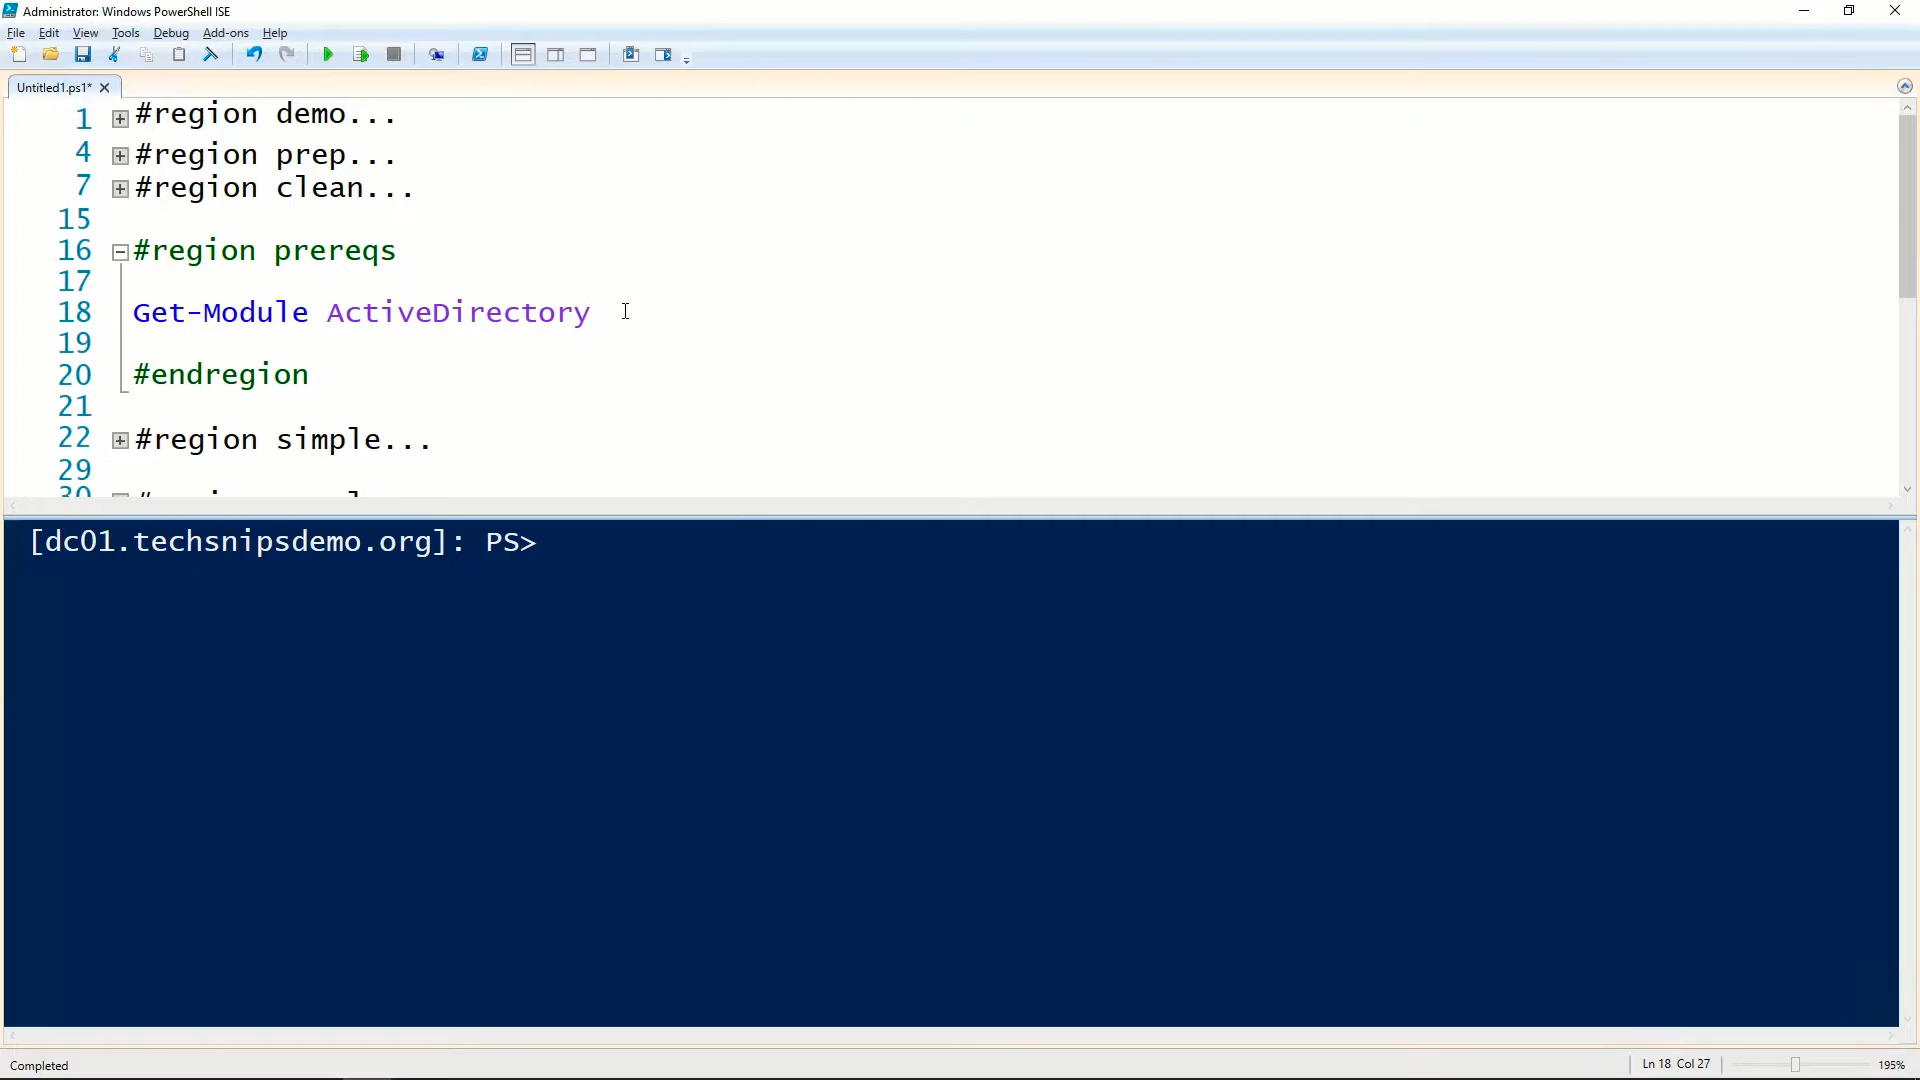 Administrator: Windows PowerShell ISE
File Edit View Tools Debug Add-ons Help
Untitled1.ps1*
1 #region demo...
4 #region prep...
7 #region clean...
15
16 #region prereqs
17
18 Get-Module ActiveDirectory
19
20 #endregion
21
22 #region simple...
29
30
[dc01.techsnipsdemo.org]: PS>
Completed
Ln 18 Col 27
195%